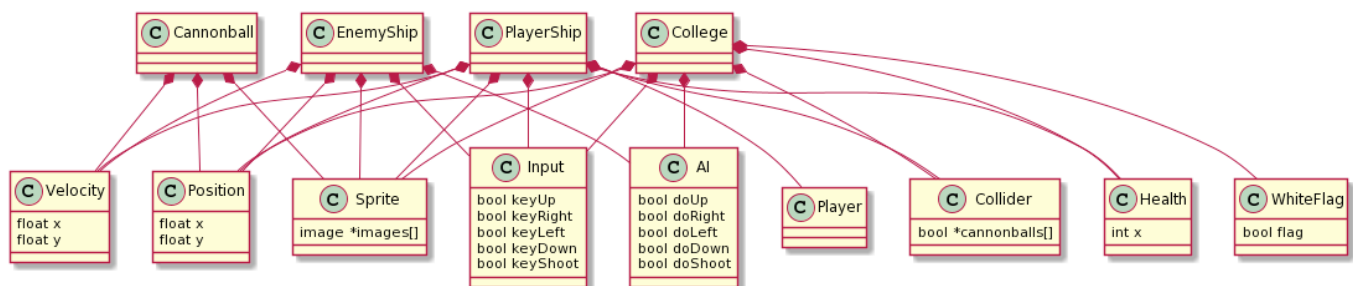 C Cannonball
C EnemyShip
C PlayerShip
C College
C Velocity
float x
float y
C Position
float x
float y
C Sprite
image *images[]
C Input
bool keyUp
bool keyRight
bool keyLeft
bool keyDown
bool keyShoot
C AI
bool doUp
bool doRight
bool doLeft
bool doDown
bool doShoot
C Player
C Collider
bool *cannonballs[]
C Health
int x
C WhiteFlag
bool flag